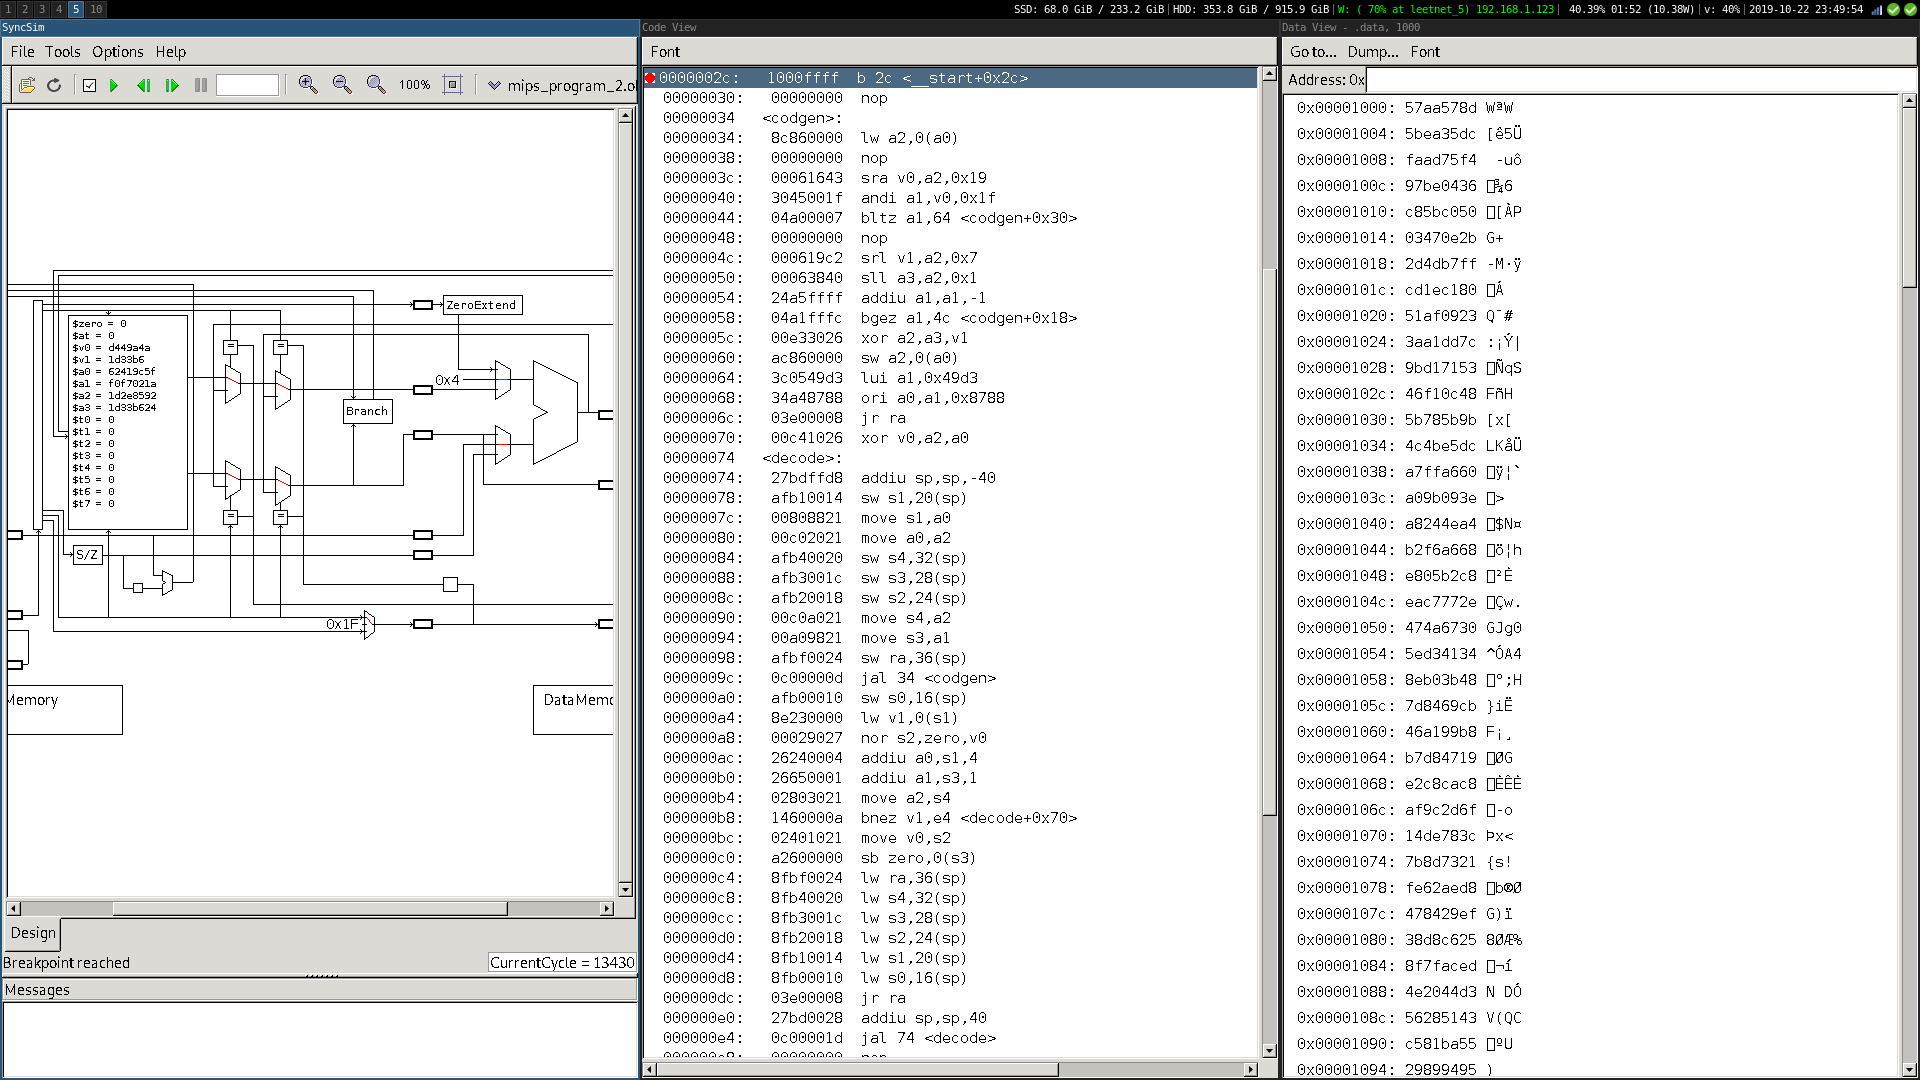 1 2 3 4 5 10
SSD: 68.0 GiB / 233.2 GiB HDD: 353.8 GiB / 915.9 GiB W: ( 70% at leetnet_5) 192.168.1.123 40.39% 01:52 (10.38W) v: 40% 2019-10-22 23:49:54
SyncSim
File Tools Options Help
100% mips_program_2.o
ZeroExtend
$zero = 0
$at = 0
$v0 = d449a4a
$v1 = 1d33b6
$a0 = 62419c5f
$a1 = f0f7021a
$a2 = 1d2e8592
$a3 = 1d33b624
$t0 = 0
$t1 = 0
$t2 = 0
$t3 = 0
$t4 = 0
$t5 = 0
$t6 = 0
$t7 = 0
=
=
0x4
Branch
=
=
S/Z
0x1F
Memory
DataMemo
Design
Breakpoint reached
CurrentCycle = 13430
Messages
Code View
Font
0000002c: 1000ffff b 2c <__start+0x2c>
00000030: 00000000 nop
00000034 <codgen>:
00000034: 8c860000 lw a2,0(a0)
00000038: 00000000 nop
0000003c: 00061643 sra v0,a2,0x19
00000040: 3045001f andi a1,v0,0x1f
00000044: 04a00007 bltz a1,64 <codgen+0x30>
00000048: 00000000 nop
0000004c: 000619c2 srl v1,a2,0x7
00000050: 00063840 sll a3,a2,0x1
00000054: 24a5ffff addiu a1,a1,-1
00000058: 04a1fffc bgez a1,4c <codgen+0x18>
0000005c: 00e33026 xor a2,a3,v1
00000060: ac860000 sw a2,0(a0)
00000064: 3c0549d3 lui a1,0x49d3
00000068: 34a48788 ori a0,a1,0x8788
0000006c: 03e00008 jr ra
00000070: 00c41026 xor v0,a2,a0
00000074 <decode>:
00000074: 27bdffd8 addiu sp,sp,-40
00000078: afb10014 sw s1,20(sp)
0000007c: 00808821 move s1,a0
00000080: 00c02021 move a0,a2
00000084: afb40020 sw s4,32(sp)
00000088: afb3001c sw s3,28(sp)
0000008c: afb20018 sw s2,24(sp)
00000090: 00c0a021 move s4,a2
00000094: 00a09821 move s3,a1
00000098: afbf0024 sw ra,36(sp)
0000009c: 0c00000d jal 34 <codgen>
000000a0: afb00010 sw s0,16(sp)
000000a4: 8e230000 lw v1,0(s1)
000000a8: 00029027 nor s2,zero,v0
000000ac: 26240004 addiu a0,s1,4
000000b0: 26650001 addiu a1,s3,1
000000b4: 02803021 move a2,s4
000000b8: 1460000a bnez v1,e4 <decode+0x70>
000000bc: 02401021 move v0,s2
000000c0: a2600000 sb zero,0(s3)
000000c4: 8fbf0024 lw ra,36(sp)
000000c8: 8fb40020 lw s4,32(sp)
000000cc: 8fb3001c lw s3,28(sp)
000000d0: 8fb20018 lw s2,24(sp)
000000d4: 8fb10014 lw s1,20(sp)
000000d8: 8fb00010 lw s0,16(sp)
000000dc: 03e00008 jr ra
000000e0: 27bd0028 addiu sp,sp,40
000000e4: 0c00001d jal 74 <decode>
Data View - .data, 1000
Go to... Dump... Font
Address: 0x
0x00001000: 57aa578d WªW
0x00001004: 5bea35dc [ê5Ü
0x00001008: faad75f4 -uô
0x0000100c: 97be0436 ¾6
0x00001010: c85bc050 [ÀP
0x00001014: 03470e2b G+
0x00001018: 2d4db7ff -M·ÿ
0x0000101c: cd1ec180 Á
0x00001020: 51af0923 Q¯#
0x00001024: 3aa1dd7c :¡Ý|
0x00001028: 9bd17153 ÑqS
0x0000102c: 46f10c48 FñH
0x00001030: 5b785b9b [x[
0x00001034: 4c4be5dc LKåÜ
0x00001038: a7ffa660 ÿ¦`
0x0000103c: a09b093e >
0x00001040: a8244ea4 $N¤
0x00001044: b2f6a668 ö¦h
0x00001048: e805b2c8 ²È
0x0000104c: eac7772e Çw.
0x00001050: 474a6730 GJg0
0x00001054: 5ed34134 ^ÓA4
0x00001058: 8eb03b48 °;H
0x0000105c: 7d8469cb }iË
0x00001060: 46a199b8 F¡¸
0x00001064: b7d84719 ØG
0x00001068: e2c8cac8 ÈÊÈ
0x0000106c: af9c2d6f -o
0x00001070: 14de783c Þx<
0x00001074: 7b8d7321 {s!
0x00001078: fe62aed8 b®Ø
0x0000107c: 478429ef G)ï
0x00001080: 38d8c625 8ØÆ%
0x00001084: 8f7faced ¬í
0x00001088: 4e2044d3 N DÓ
0x0000108c: 56285143 V(QC
0x00001090: c581ba55 ºU
0x00001094: 29899495 )